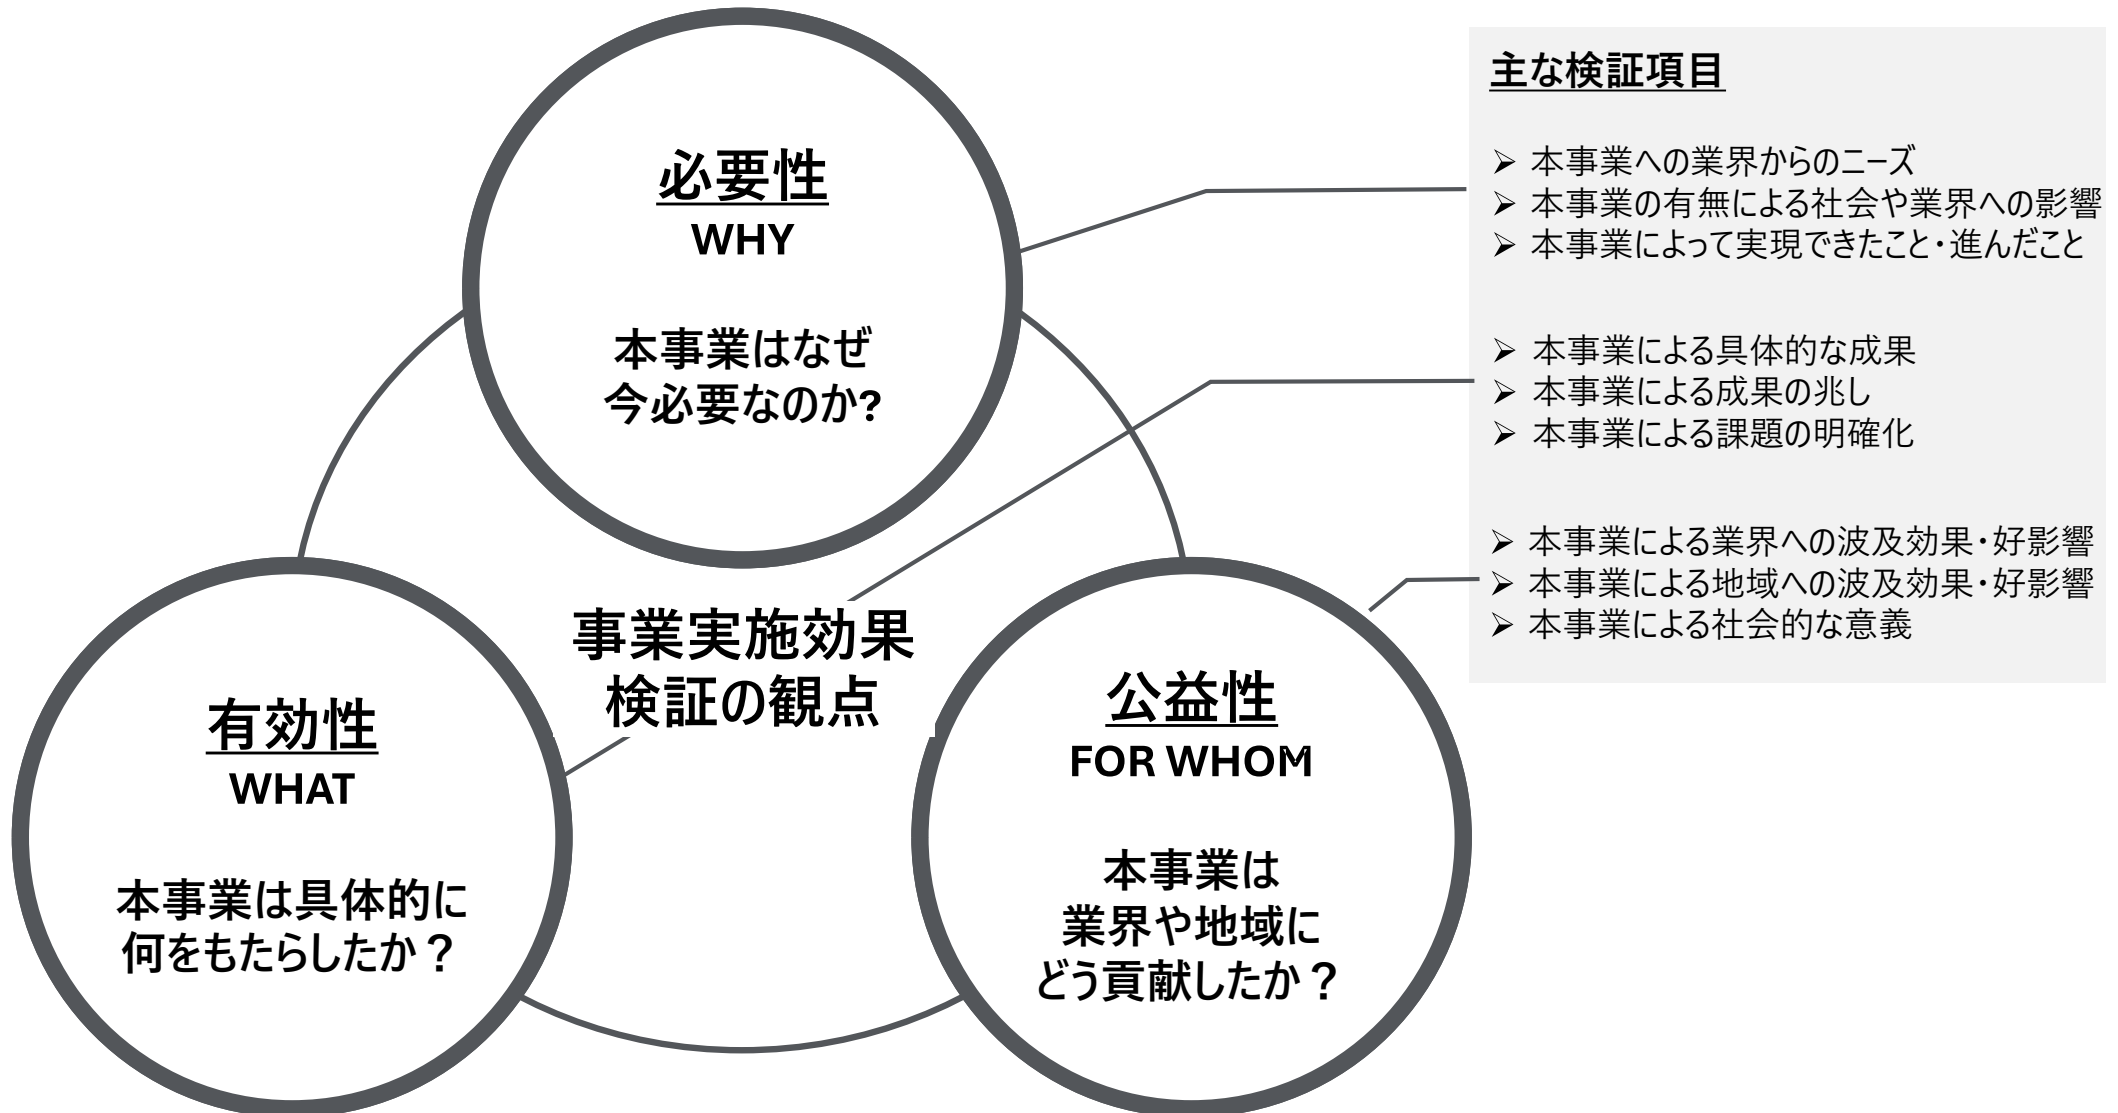 必要性
WHY
本事業はなぜ
今必要なのか?
事業実施効果
検証の観点
有効性
WHAT
本事業は具体的に
何をもたらしたか？
公益性
FOR WHOM
本事業は
業界や地域に
どう貢献したか？
主な検証項目
➢ 本事業への業界からのニーズ
➢ 本事業の有無による社会や業界への影響
➢ 本事業によって実現できたこと・進んだこと
➢ 本事業による具体的な成果
➢ 本事業による成果の兆し
➢ 本事業による課題の明確化
➢ 本事業による業界への波及効果・好影響
➢ 本事業による地域への波及効果・好影響
➢ 本事業による社会的な意義